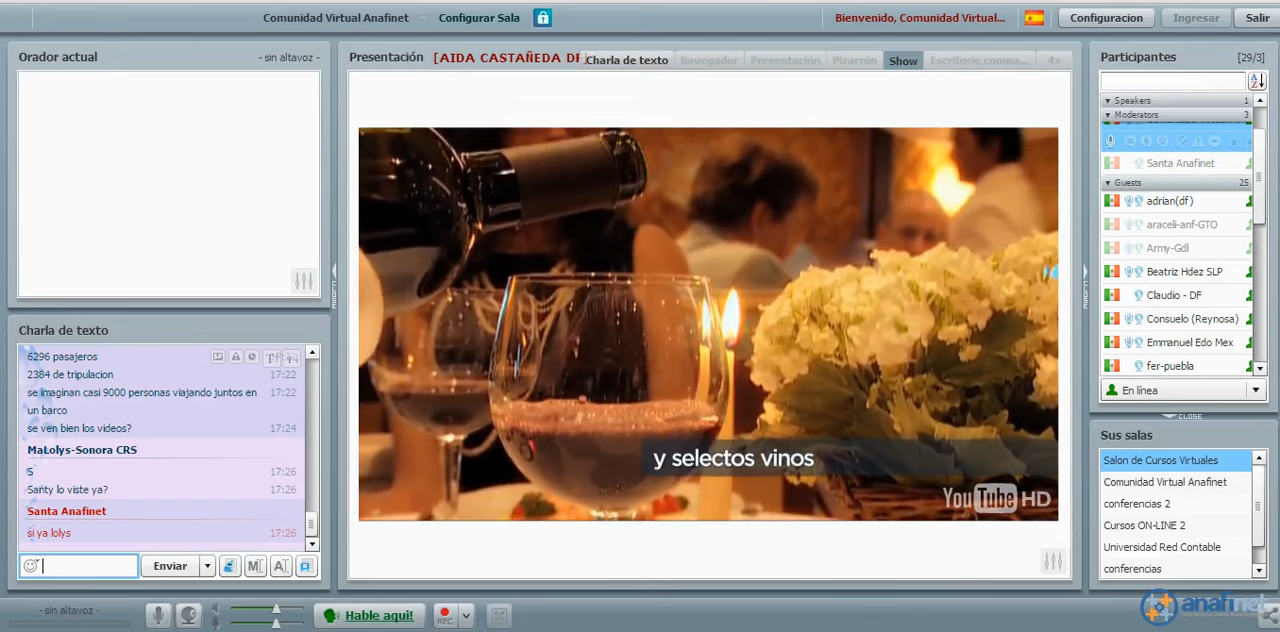 Comunidad Virtual Anafinet
Configurar Sala
Bienvenido, Comunidad Virtual...
Configuracion
Ingresar
Salir
Orador actual
- sin altavoz -
Presentación
[AIDA CASTAÑEDA
Charla de texto
Navegador
Presentación
Pizarrón
Show
Escritorio compa...
4x
Participantes
[29/3]
Speakers 1
Moderators 3
Santa Anafinet
Guests 25
adrian(df)
araceli-anf-GTO
Army-Gdl
Beatriz Hdez SLP
Claudio - DF
Consuelo (Reynosa)
Emmanuel Edo Mex
fer-puebla
En línea
CLOSE
Charla de texto
6296 pasajeros
2384 de tripulacion 17:22
se imaginan casi 9000 personas viajando juntos en 17:22
un barco
se ven bien los videos? 17:24
MaLolys-Sonora CRS
S 17:26
Santy lo viste ya? 17:26
Santa Anafinet
si ya lolys 17:26
Enviar
y selectos vinos
YouTube HD
Sus salas
Salon de Cursos Virtuales
Comunidad Virtual Anafinet
conferencias 2
Cursos ON-LINE 2
Universidad Red Contable
conferencias
- sin altavoz -
Hable aqui!
REC
anafinet